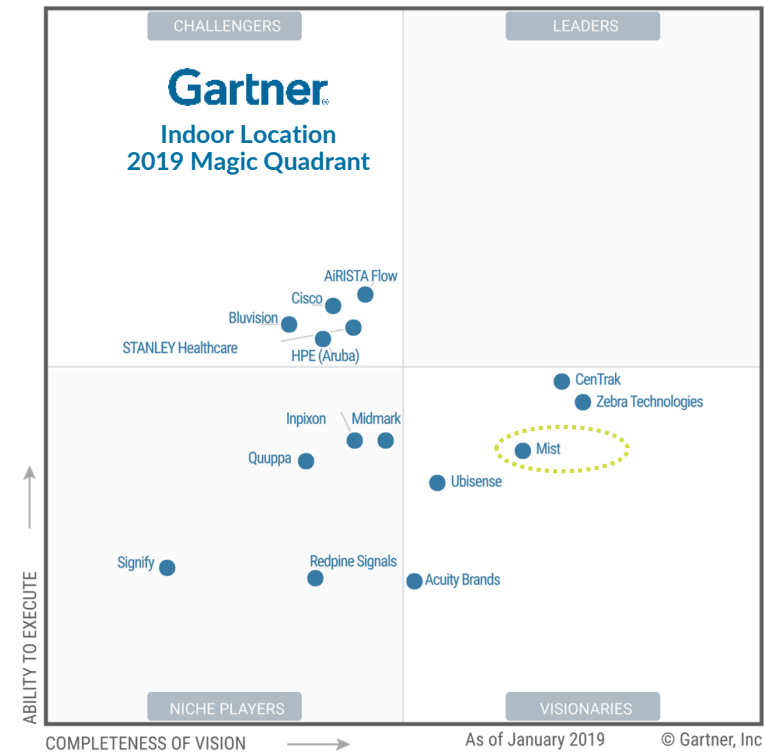 CHALLENGERS
LEADERS
Gartner®
Indoor Location
2019 Magic Quadrant
AiRISTA Flow
Cisco
Bluvision
STANLEY Healthcare
HPE (Aruba)
CenTrak
Zebra Technologies
Inpixon
Midmark
Mist
Quuppa
Ubisense
Signify
Redpine Signals
Acuity Brands
ABILITY TO EXECUTE
NICHE PLAYERS
VISIONARIES
COMPLETENESS OF VISION
As of January 2019
© Gartner, Inc